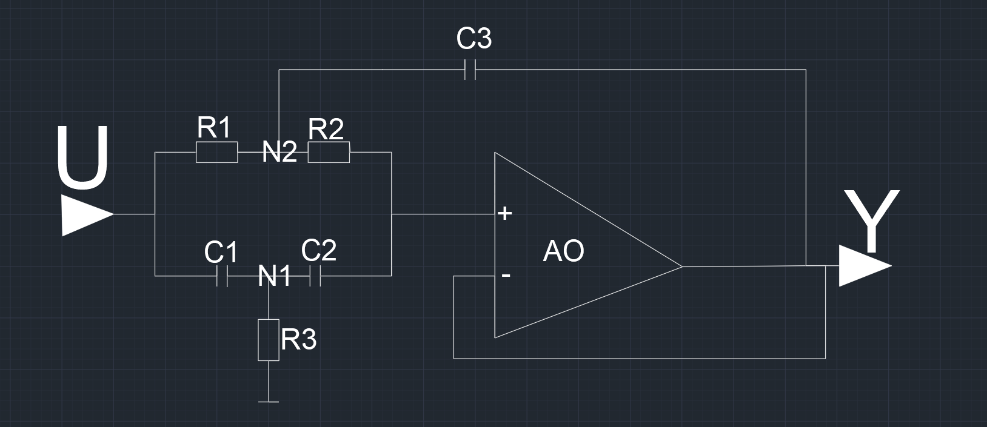 C3
U
R1
N2
R2
Y
+
C1
C2
AO
N1
-
R3